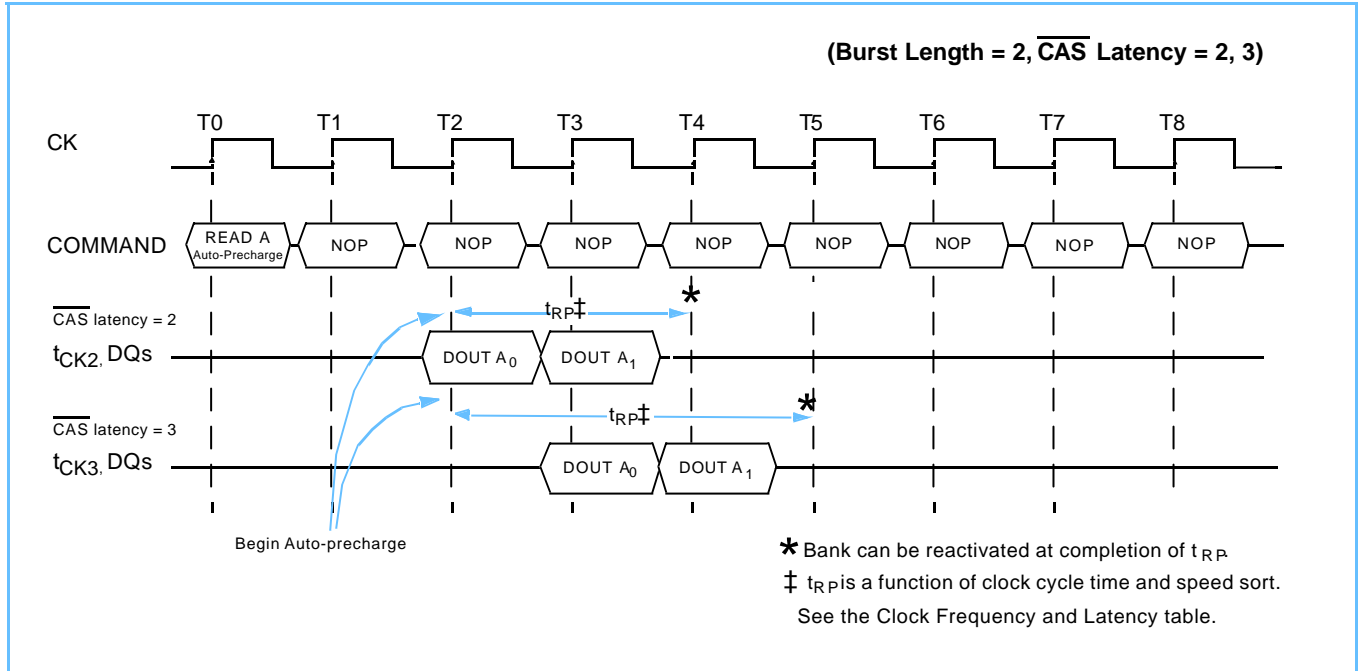 (Burst Length = 2, CAS Latency = 2, 3)
T0 T1 T2 T3 T4 T5 T6 T7 T8
CK
COMMAND
READ A
Auto-Precharge
NOP NOP NOP NOP NOP NOP NOP NOP
*
tRP‡
CAS latency = 2
tCK2, DQs
DOUT A0 DOUT A1
*
tRP‡
CAS latency = 3
tCK3, DQs
DOUT A0 DOUT A1
Begin Auto-precharge
* Bank can be reactivated at completion of tRP.
‡ tRP is a function of clock cycle time and speed sort.
See the Clock Frequency and Latency table.